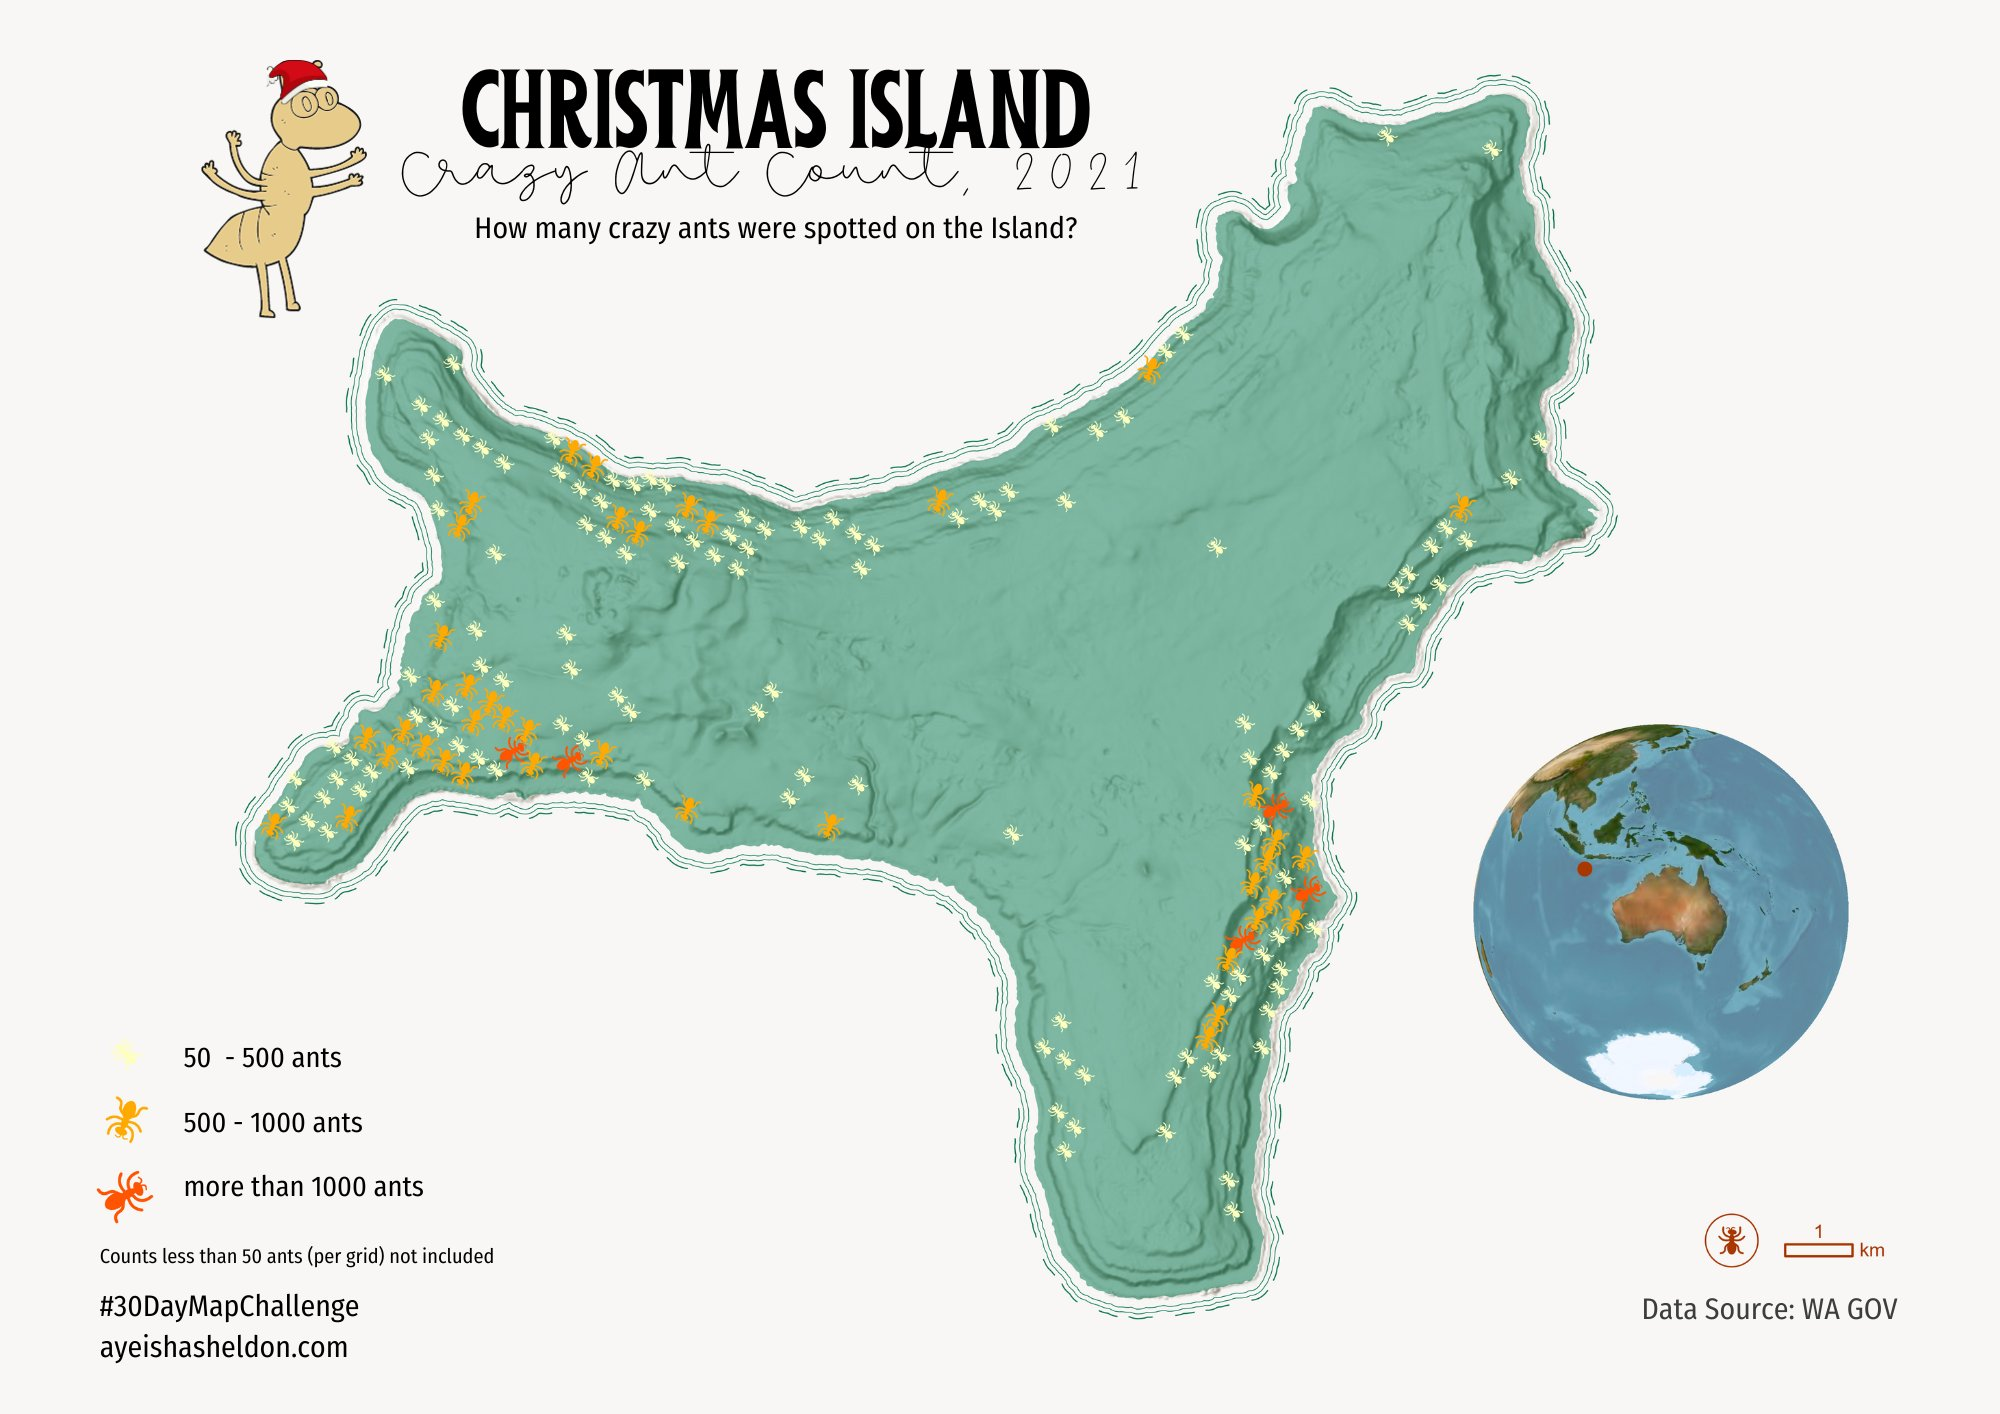 CHRISTMAS ISLAND
Crazy Ant Count, 2021
How many crazy ants were spotted on the Island?
50 - 500 ants
500 - 1000 ants
more than 1000 ants
Counts less than 50 ants (per grid) not included
#30DayMapChallenge
ayeishasheldon.com
1
km
Data Source: WA GOV